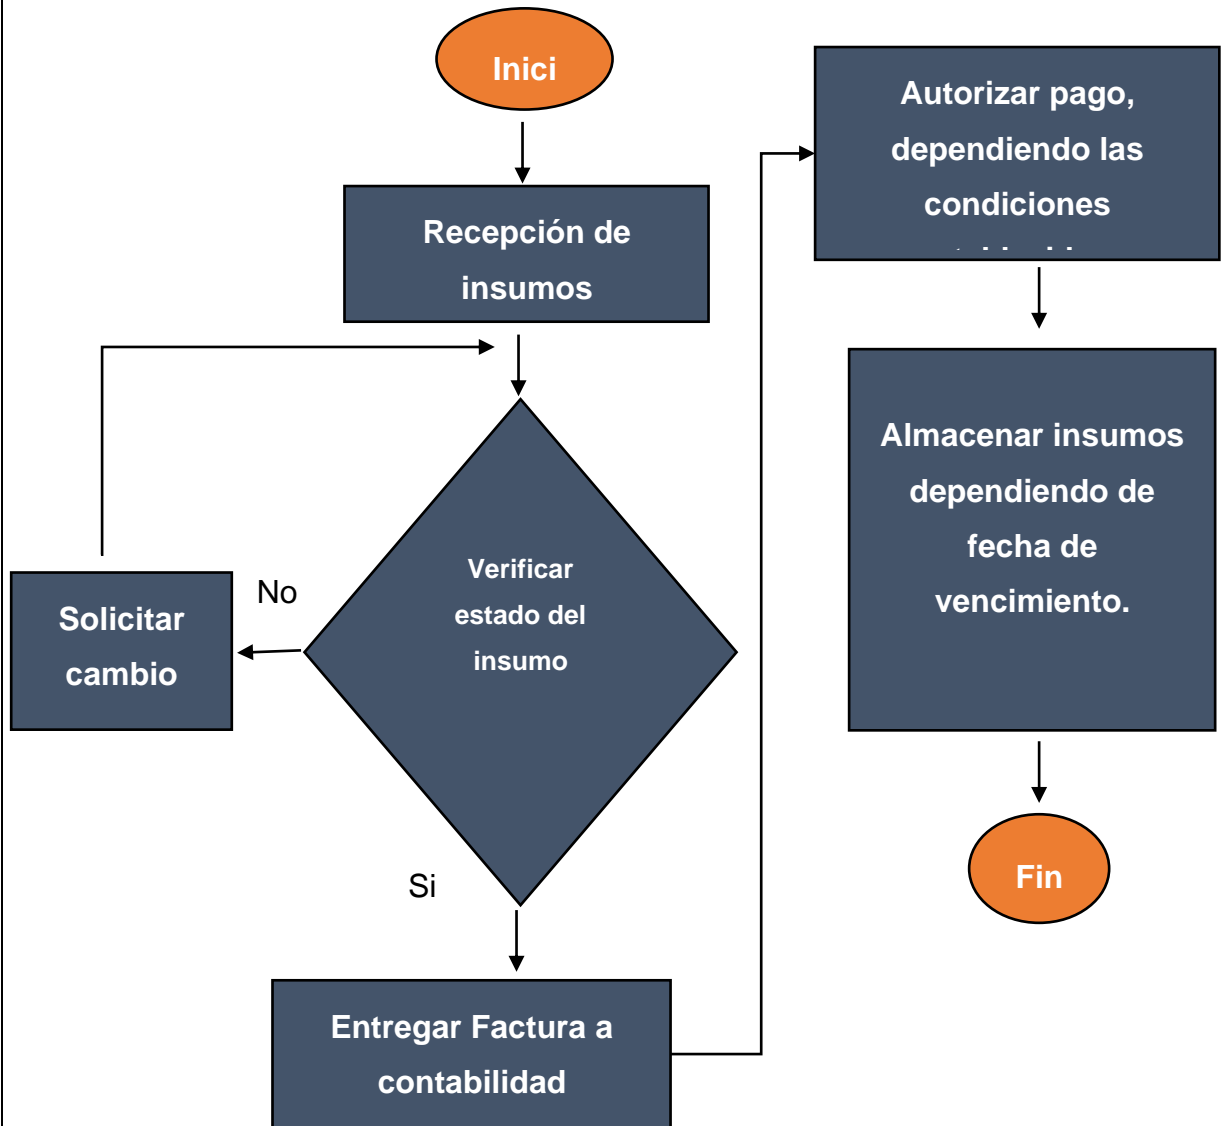 Inici
Recepción de
insumos
Verificar
estado del
insumo
No
Solicitar
cambio
Si
Entregar Factura a
contabilidad
Autorizar pago,
dependiendo las
condiciones
Almacenar insumos
dependiendo de
fecha de
vencimiento.
Fin